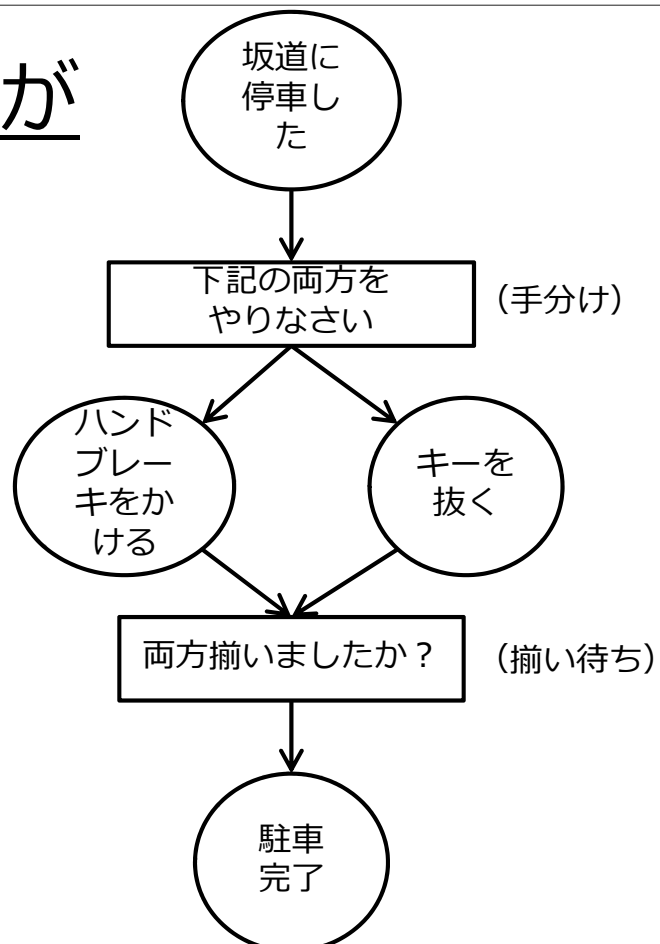 が
坂道に
停車し
た
下記の両方を
やりなさい
（手分け）
ハンド
ブレー
キをか
ける
キーを
抜く
両方揃いましたか？
（揃い待ち）
駐車
完了